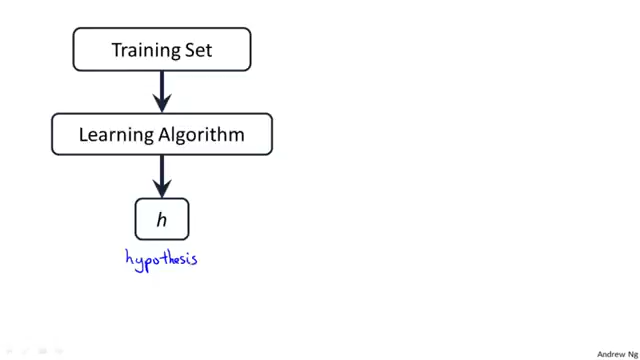 Training Set
Learning Algorithm
h
hypothesis
Andrew Ng